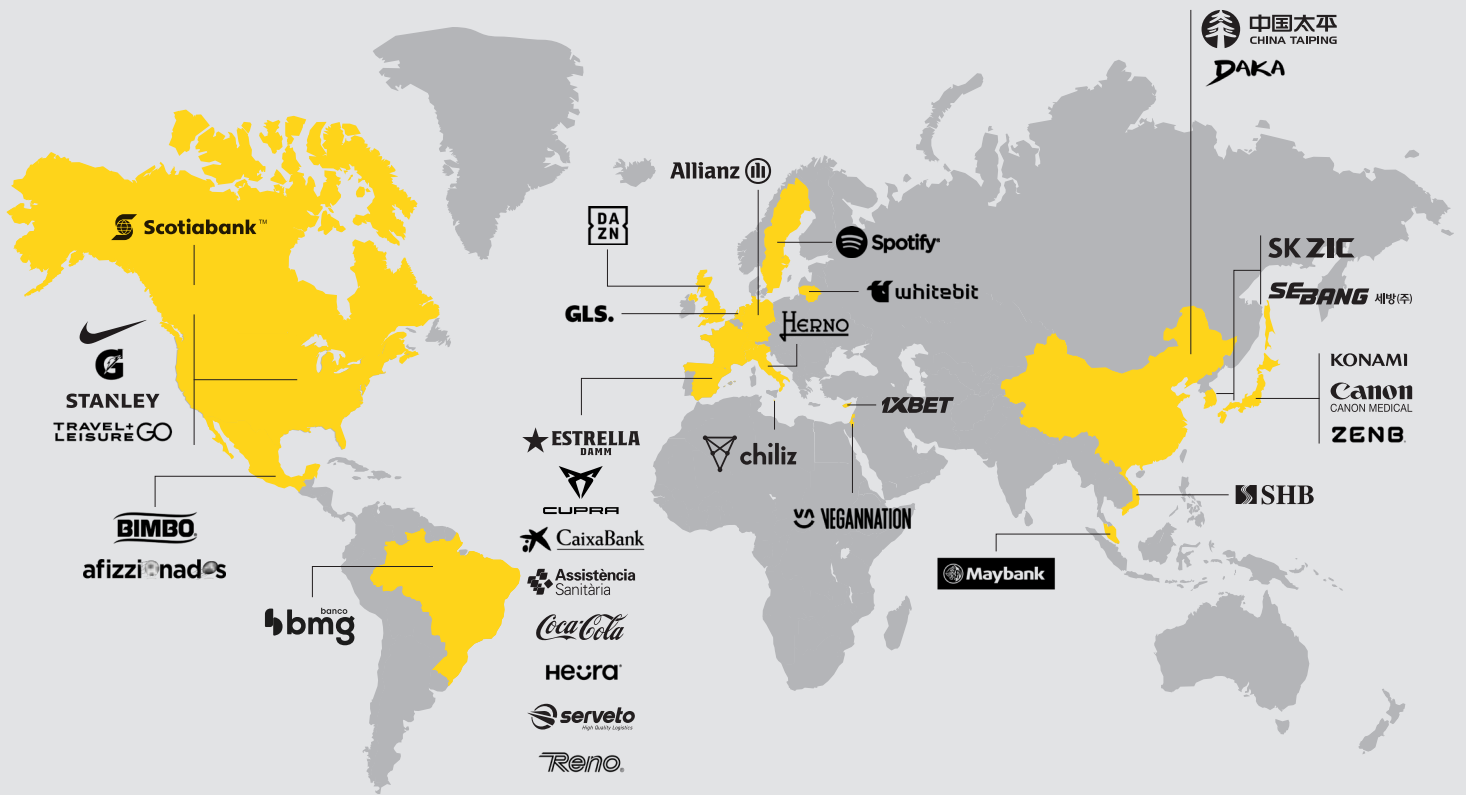 中国太平
CHINA TAIPING
DAKA
Allianz
Scotiabank™
DA
ZN
Spotify
SK ZIC
SEBANG 세방(주)
whitebit
GLS.
HERNO
G
STANLEY
TRAVEL+
LEISURE GO
KONAMI
Canon
CANON MEDICAL
ZENB
1XBET
ESTRELLA
DAMM
chiliz
CUPRA
SHB
BIMBO
VEGANNATION
CaixaBank
afizzionados
Maybank
Assistència
Sanitària
banco
bmg
Coca-Cola
HEURA
serveto
High Quality Logistics
Reno